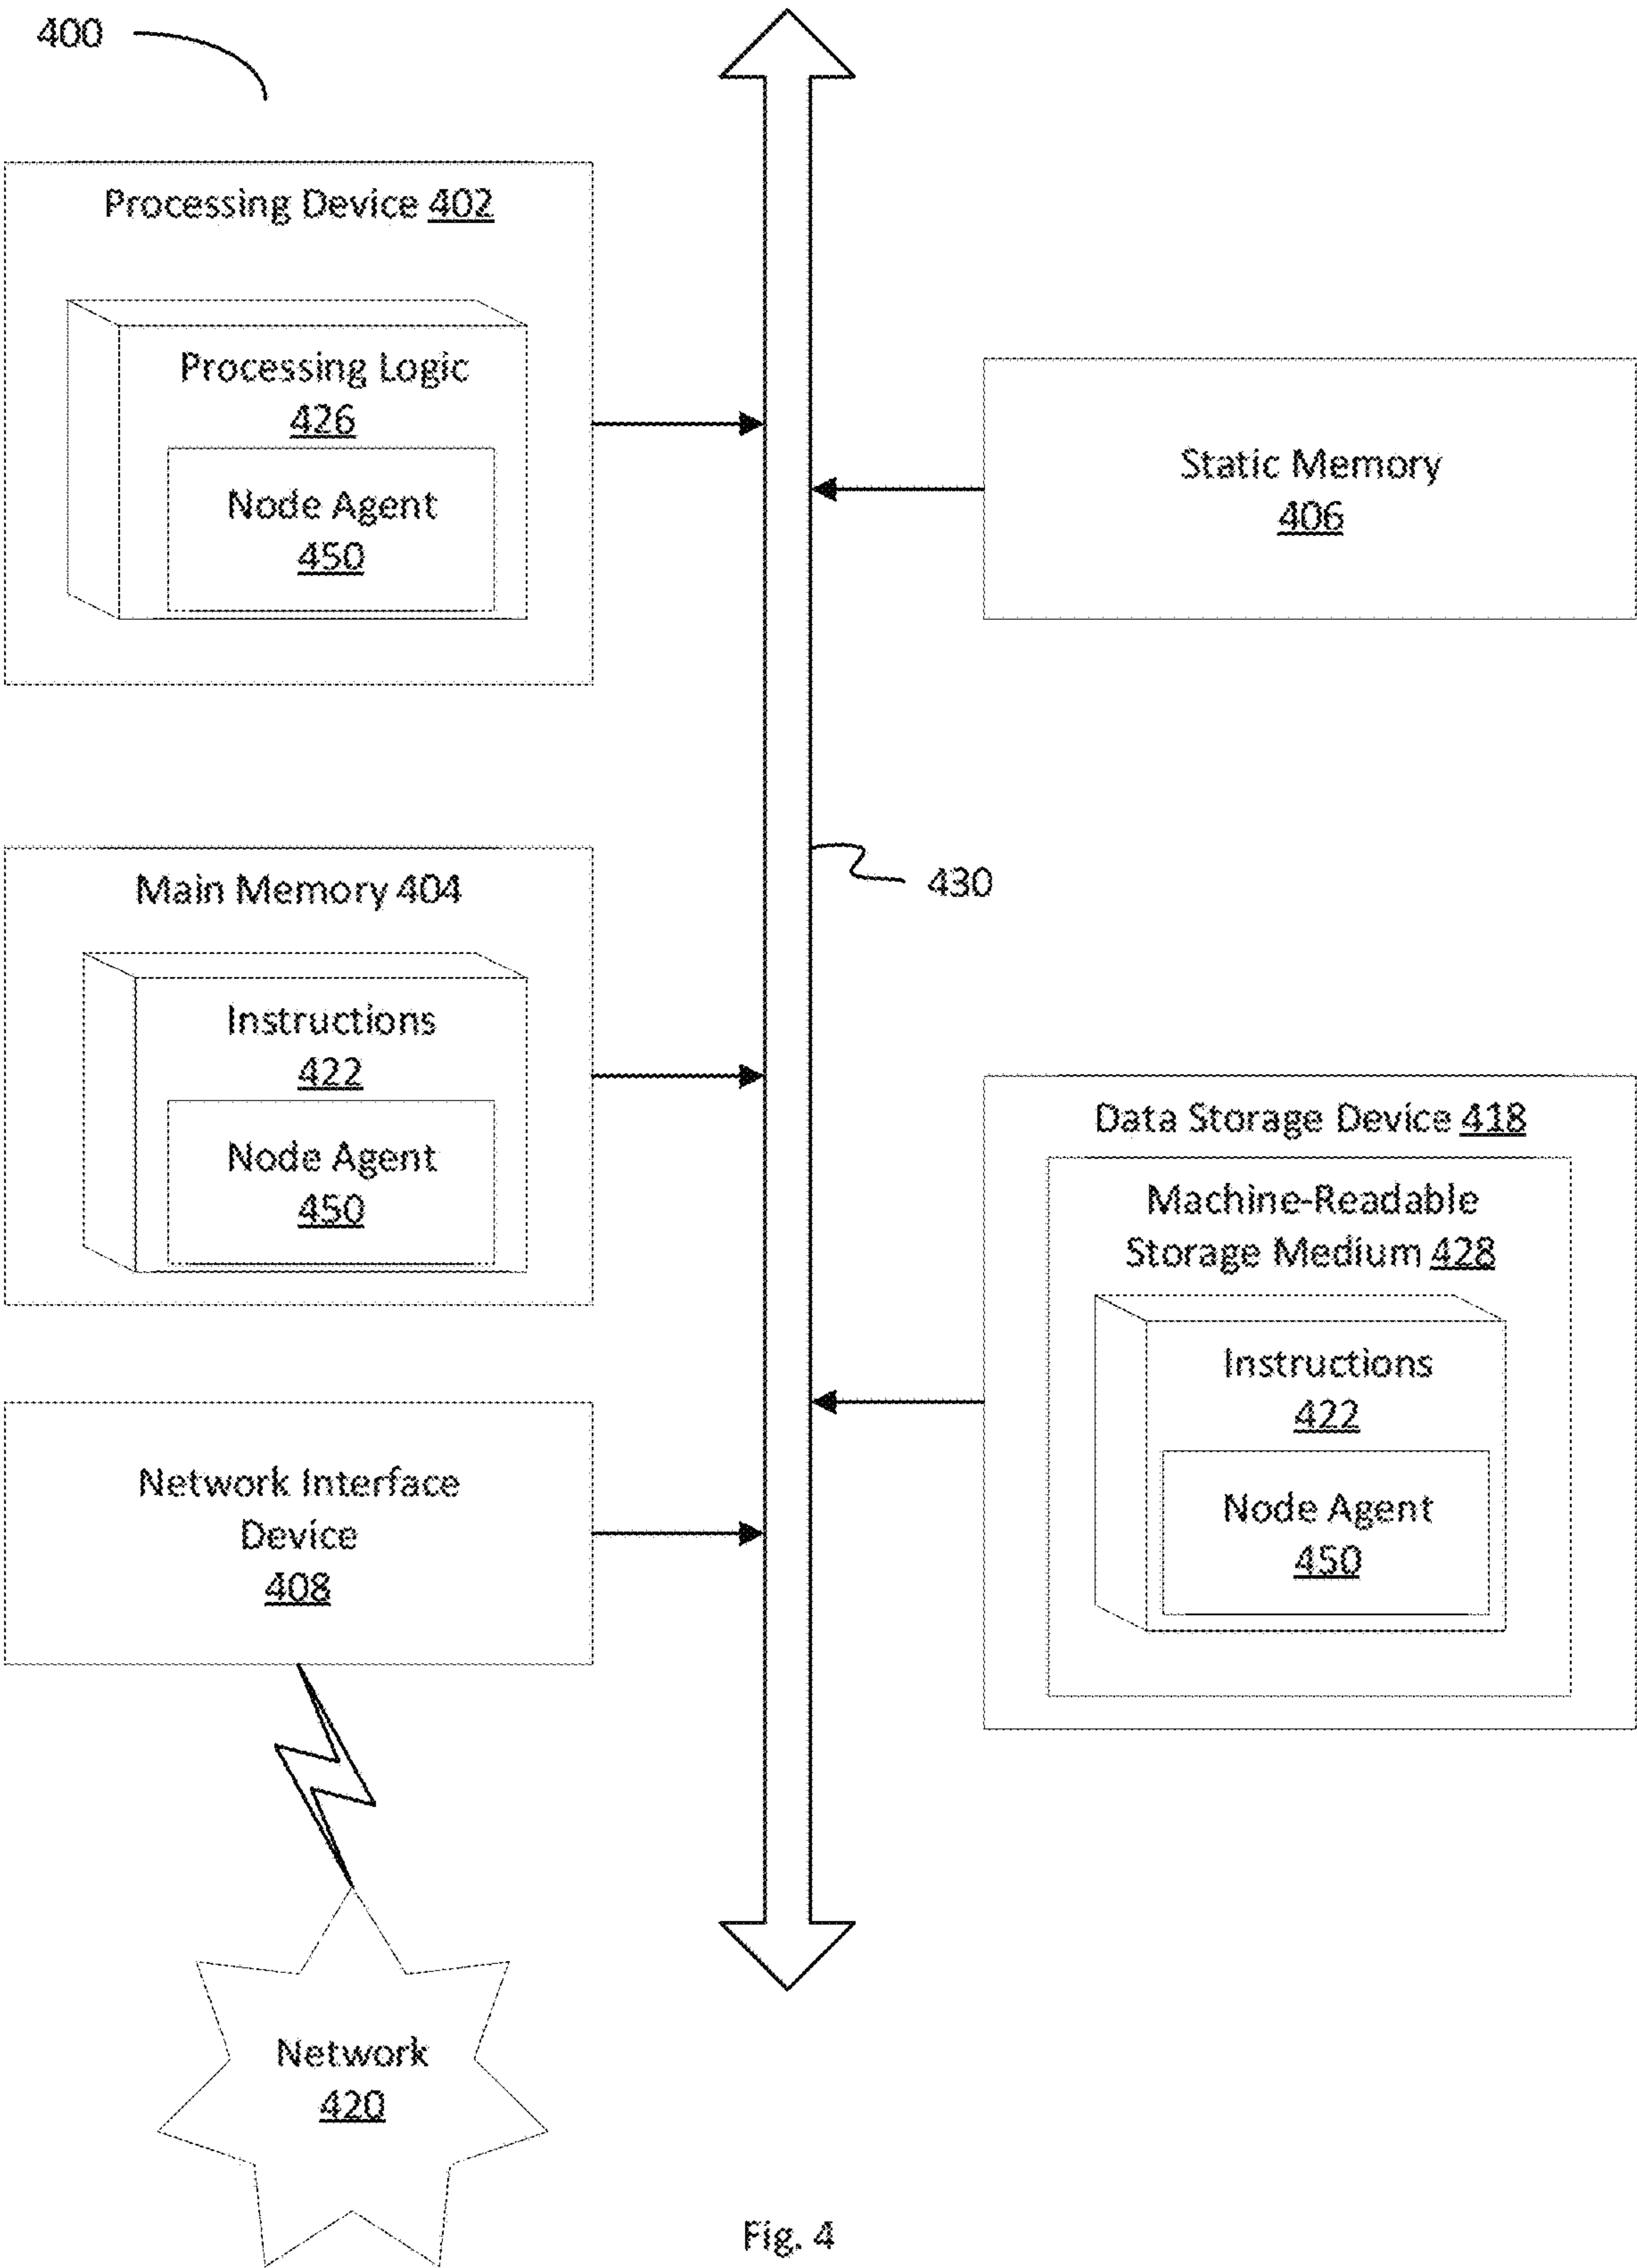 400
Processing Device 402
Processing Logic
426
Node Agent
450
Static Memory
406
Main Memory 404
430
Instructions
422
Node Agent
450
Data Storage Device 418
Machine-Readable
Storage Medium 428
Instructions
422
Node Agent
450
Network Interface
Device
408
Network
420
Fig. 4